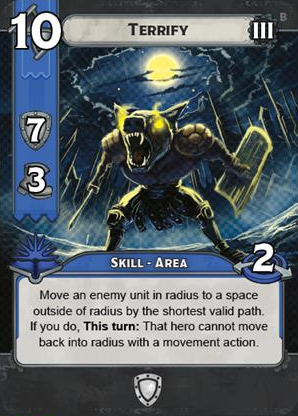 10
TERRIFY
III
B
7
3
SKILL - AREA
2
Move an enemy unit in radius to a space
outside of radius by the shortest valid path.
If you do, This turn: That hero cannot move
back into radius with a movement action.